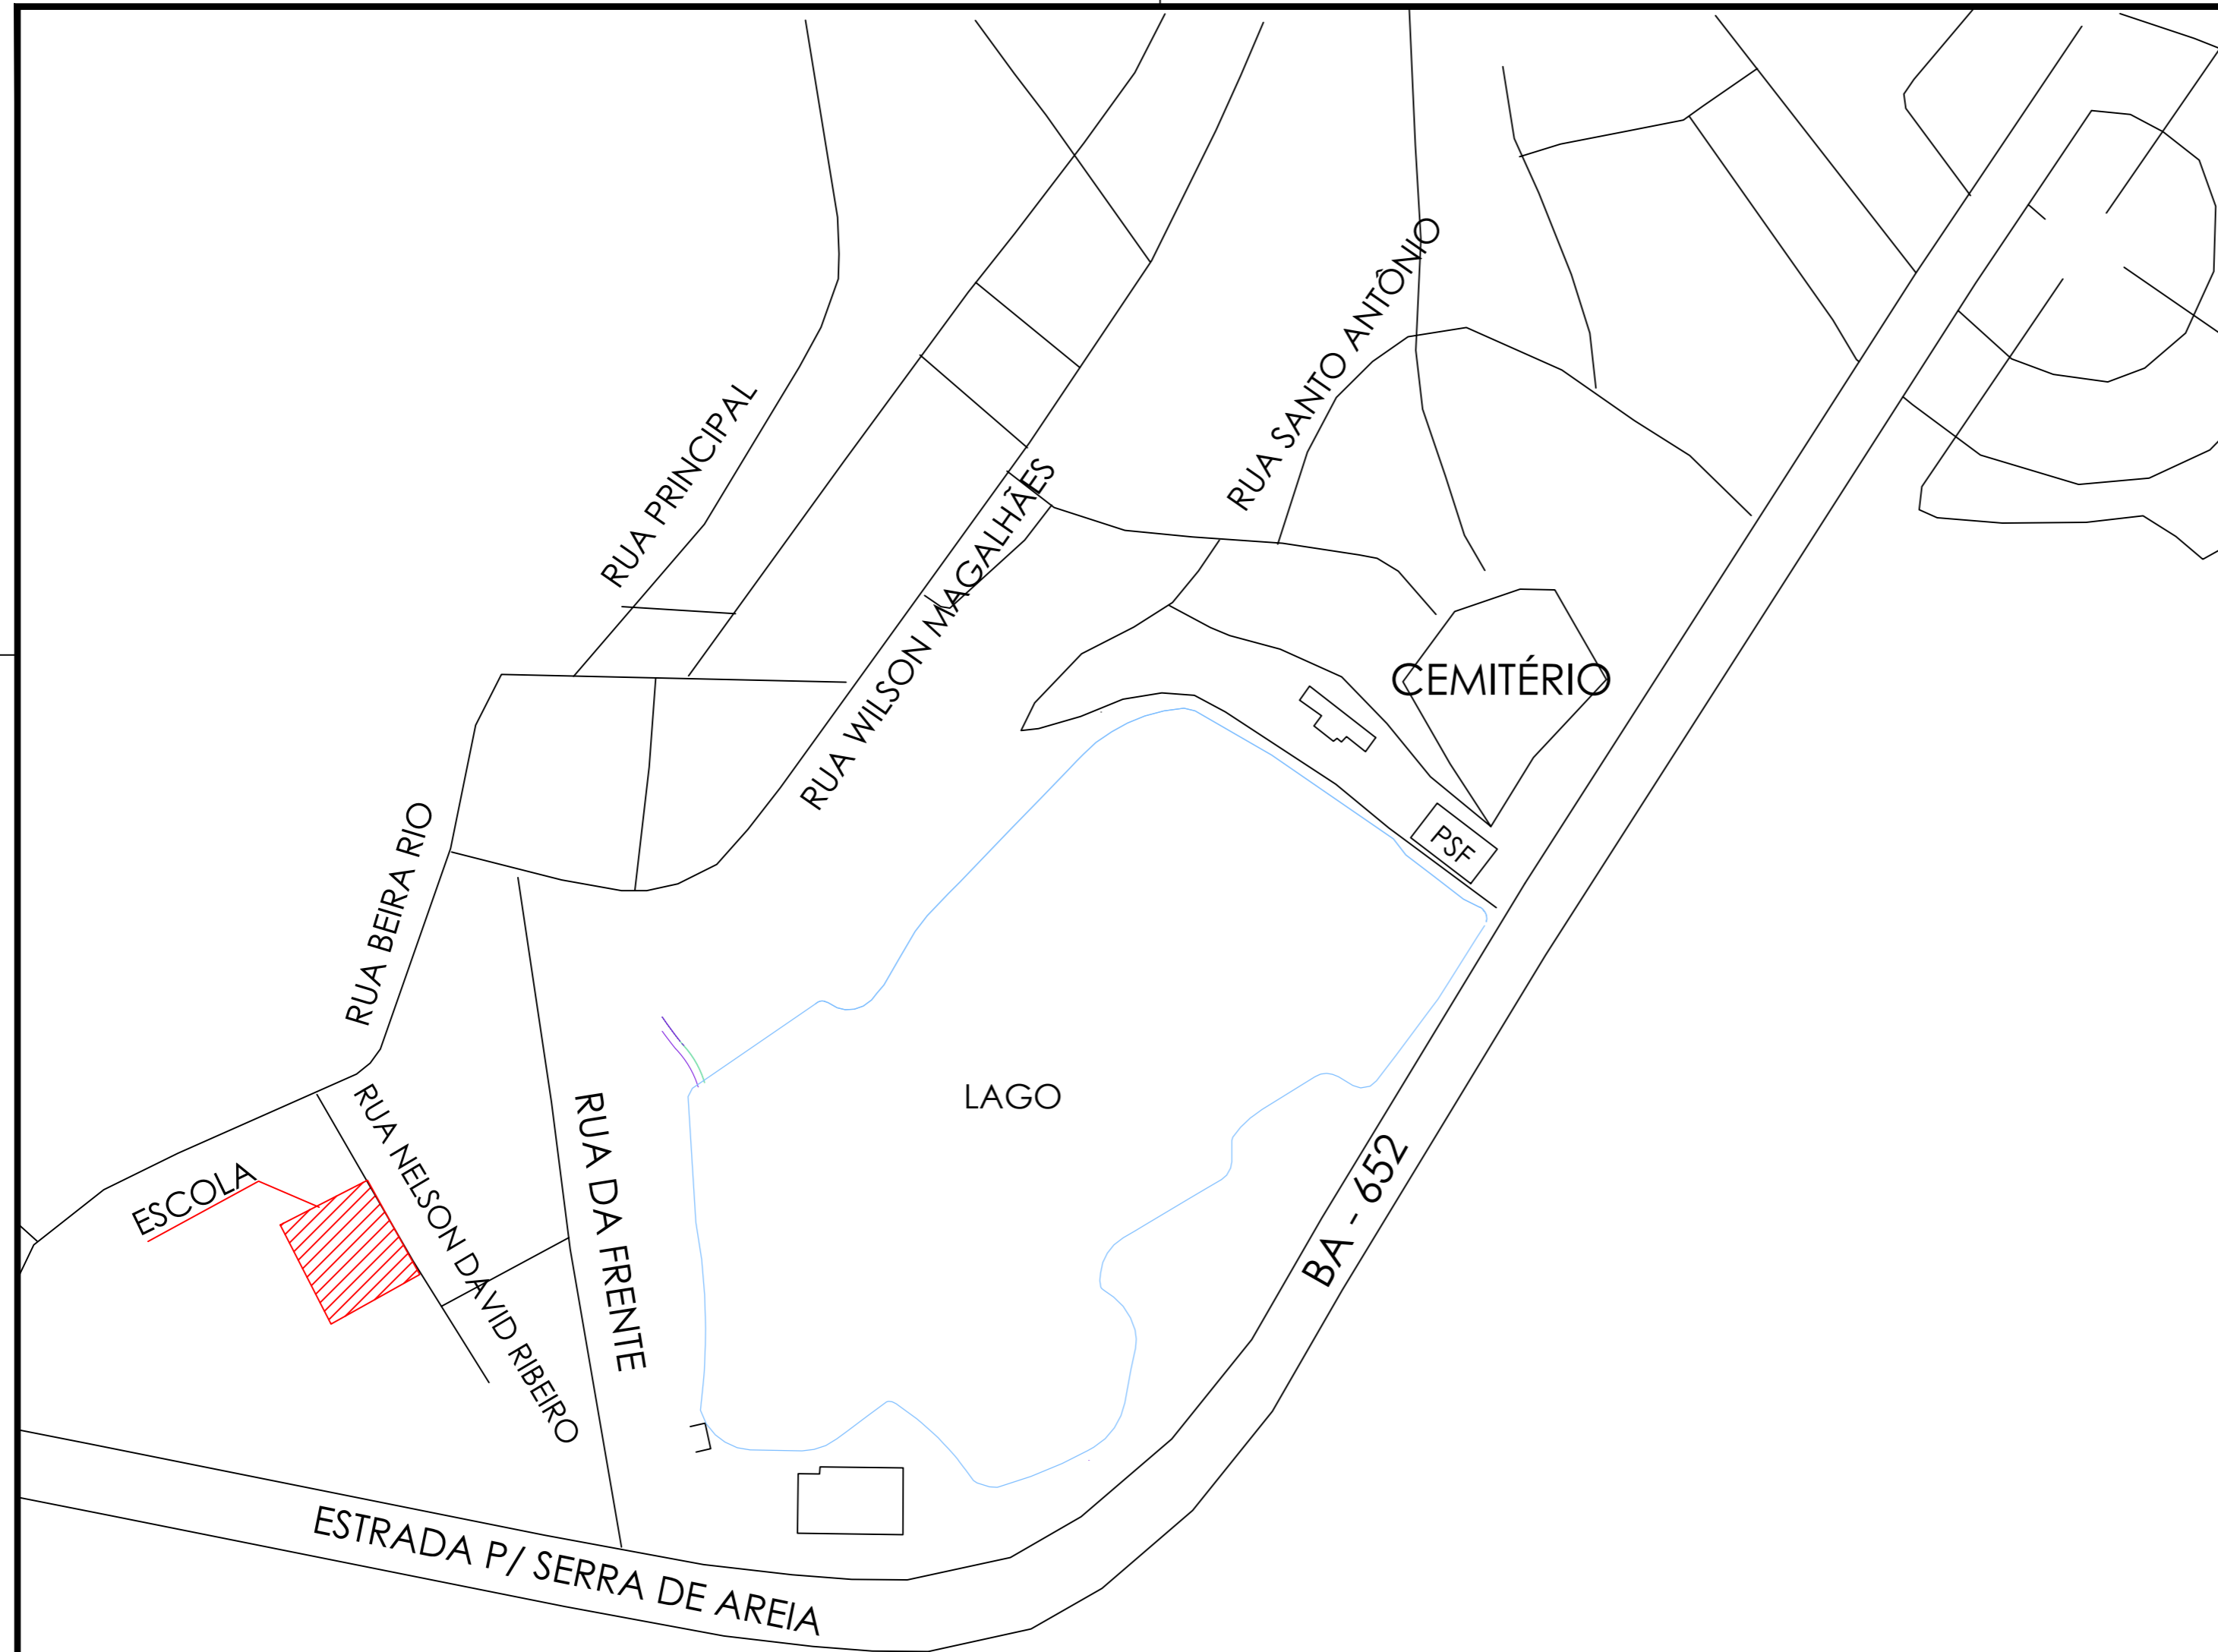 RUA PRINCIPAL
RUA SANTO ANTÔNIO
RUA WILSON MAGALHÃES
CEMITÉRIO
RUA BEIRA RIO
PSF
LAGO
RUA NELSON DAVID RIBEIRO
RUA DA FRENTE
ESCOLA
BA - 652
ESTRADA P/ SERRA DE AREIA